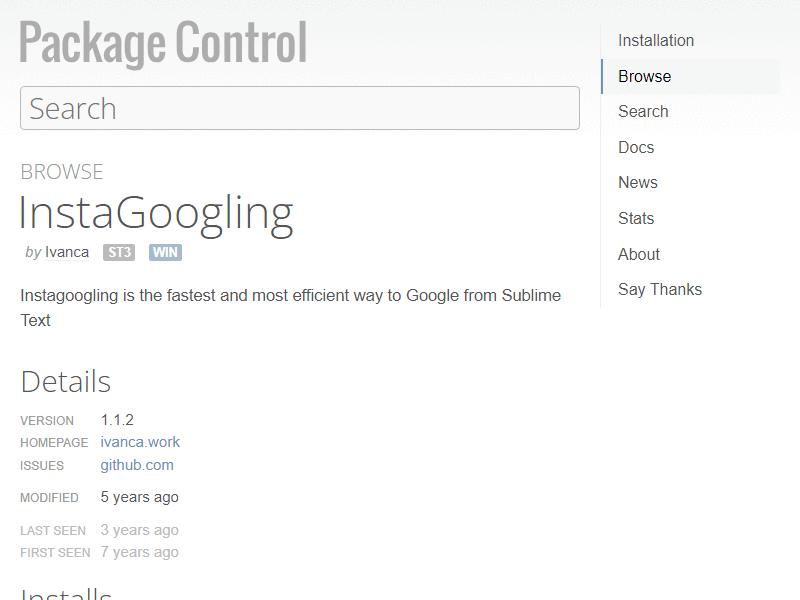 Package Control
Search
BROWSE
InstaGoogling
by Ivanca ST3 WIN
Instagoogling is the fastest and most efficient way to Google from Sublime
Text
Details
VERSION 1.1.2
HOMEPAGE ivanca.work
ISSUES github.com
MODIFIED 5 years ago
LAST SEEN 3 years ago
FIRST SEEN 7 years ago
Installs
Installation
Browse
Search
Docs
News
Stats
About
Say Thanks